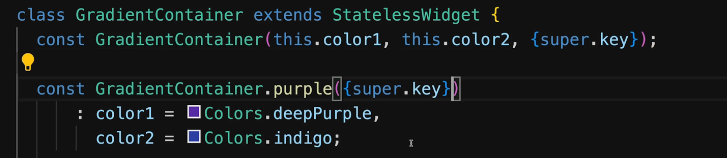 class GradientContainer extends StatelessWidget {
const GradientContainer(this.color1, this.color2, {super.key});
const GradientContainer.purple({super.key})
: color1 = Colors.deepPurple,
color2 = Colors.indigo;